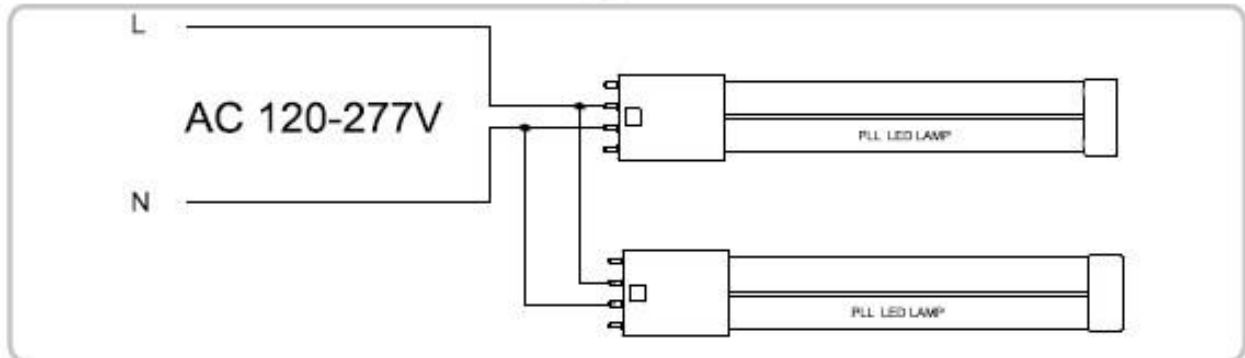 L
AC 120-277V
PLL LED LAMP
N
PLL LED LAMP